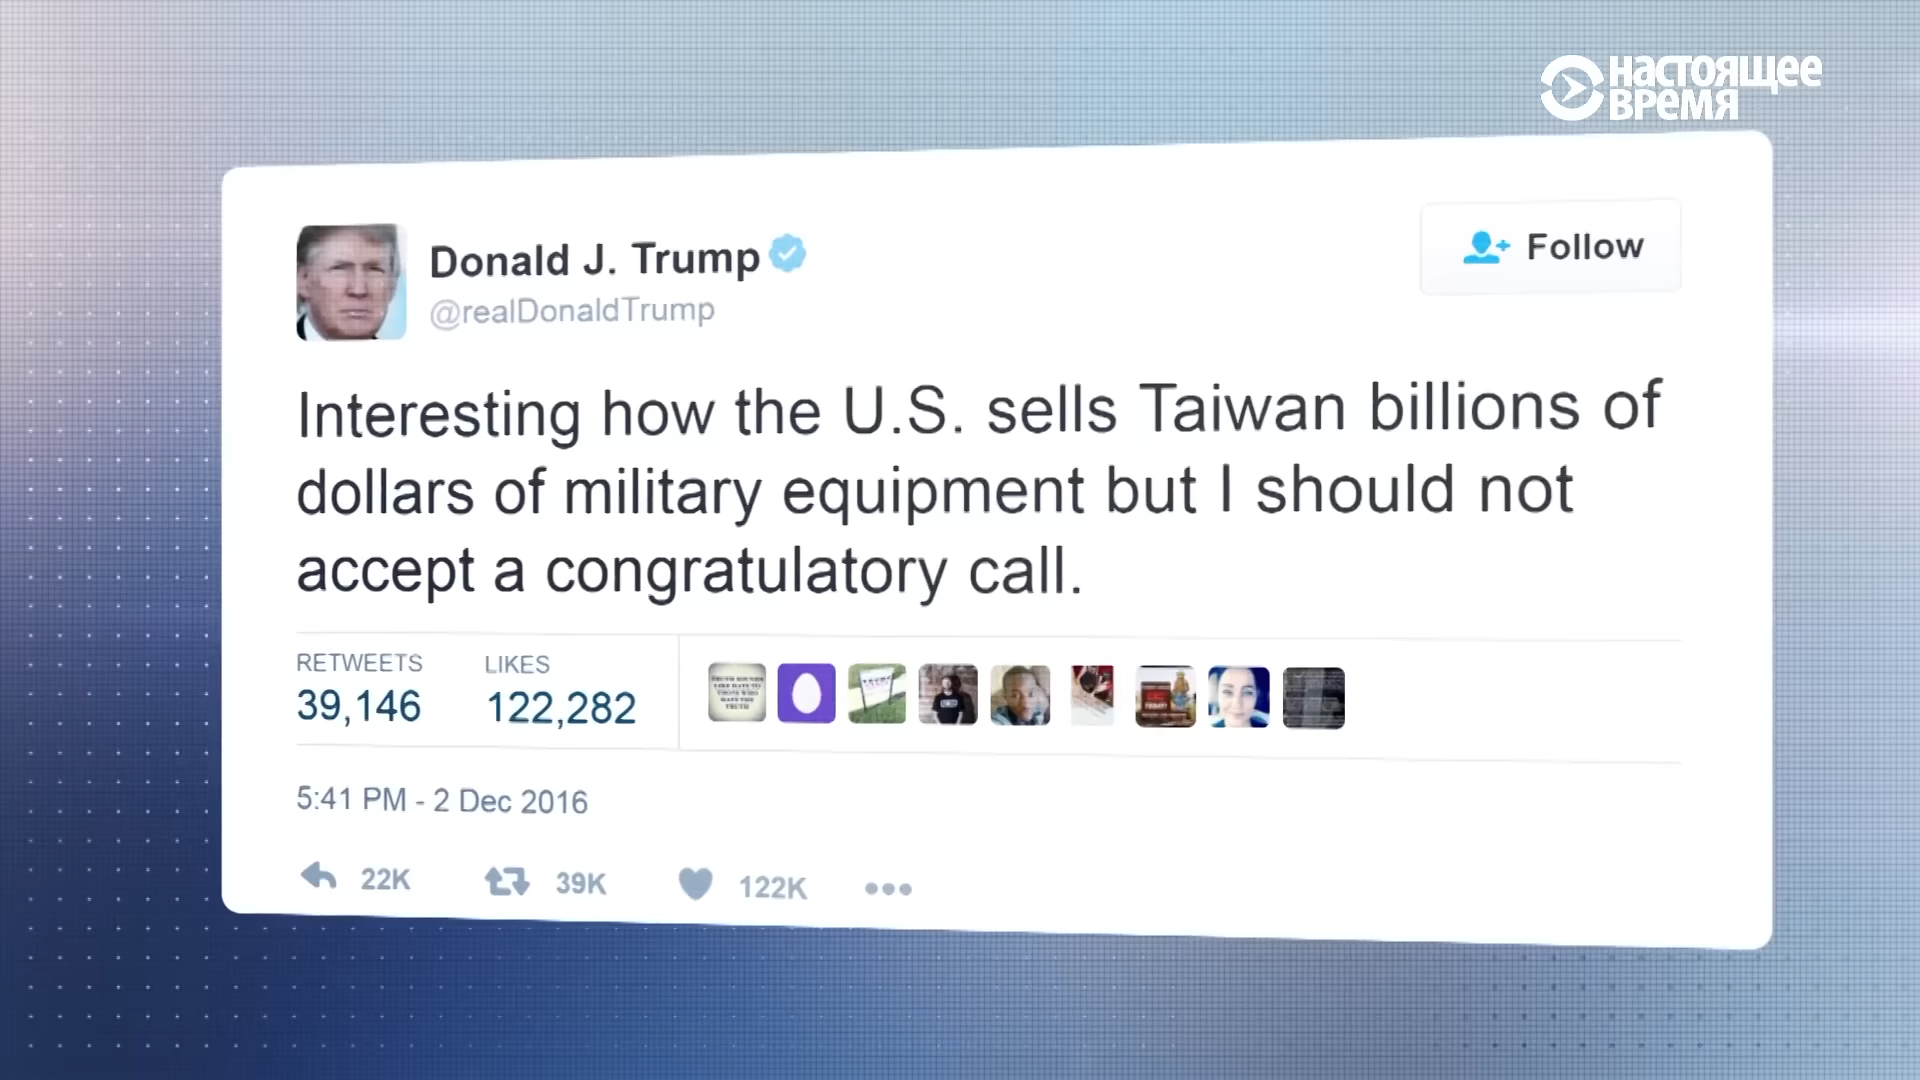 НАСТОЯЩЕЕ
ВРЕМЯ
Donald J. Trump
@realDonaldTrump
Follow
Interesting how the U.S. sells Taiwan billions of
dollars of military equipment but I should not
accept a congratulatory call.
RETWEETS
39,146
LIKES
122,282
5:41 PM - 2 Dec 2016
22K
39K
122K